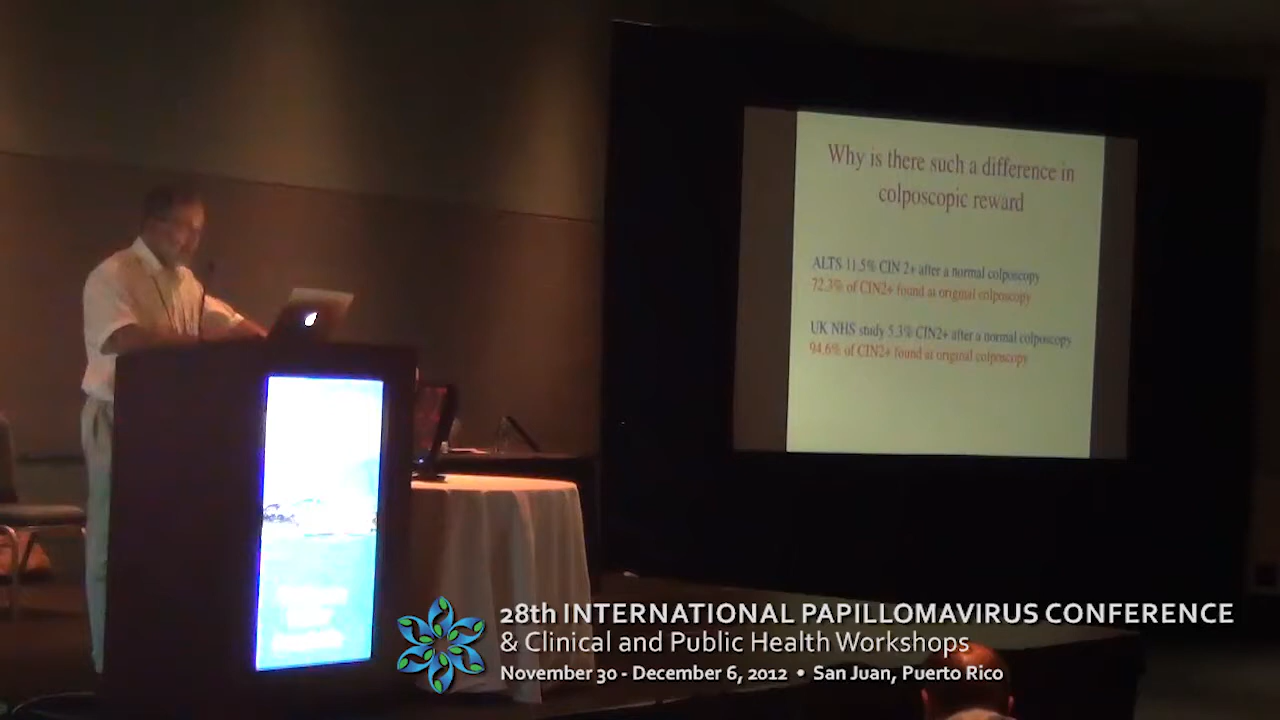 Why is there such a difference in
colposcopic reward
ALTS 11.5% CIN 2+ after a normal colposcopy
72.3% of CIN2+ found at original colposcopy
UK NHS study 5.3% CIN2+ after a normal colposcopy
94.6% of CIN2+ found at original colposcopy
28th INTERNATIONAL PAPILLOMAVIRUS CONFERENCE
& Clinical and Public Health Workshops
November 30 - December 6, 2012 • San Juan, Puerto Rico